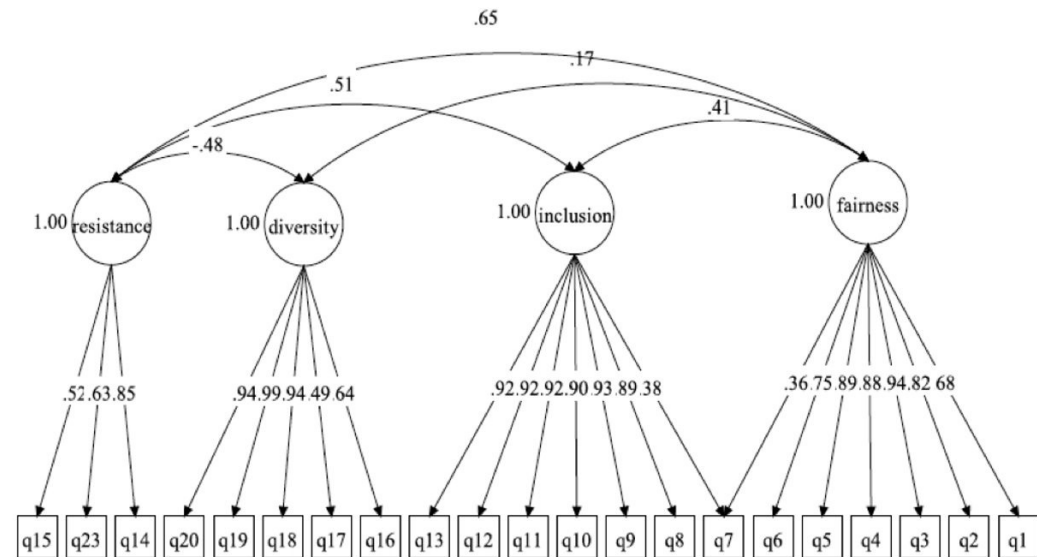 .65
.17
.51
.41
-.48
1.00 resistance 1.00 diversity 1.00 inclusion 1.00 fairness
.52 .63 .85 .94 .99 .94 .49 .64 .92 .92 .92 .90 .93 .89 .38 .36 .75 .89 .88 .94 .82 .68
q15 q23 q14 q20 q19 q18 q17 q16 q13 q12 q11 q10 q9 q8 q7 q6 q5 q4 q3 q2 q1